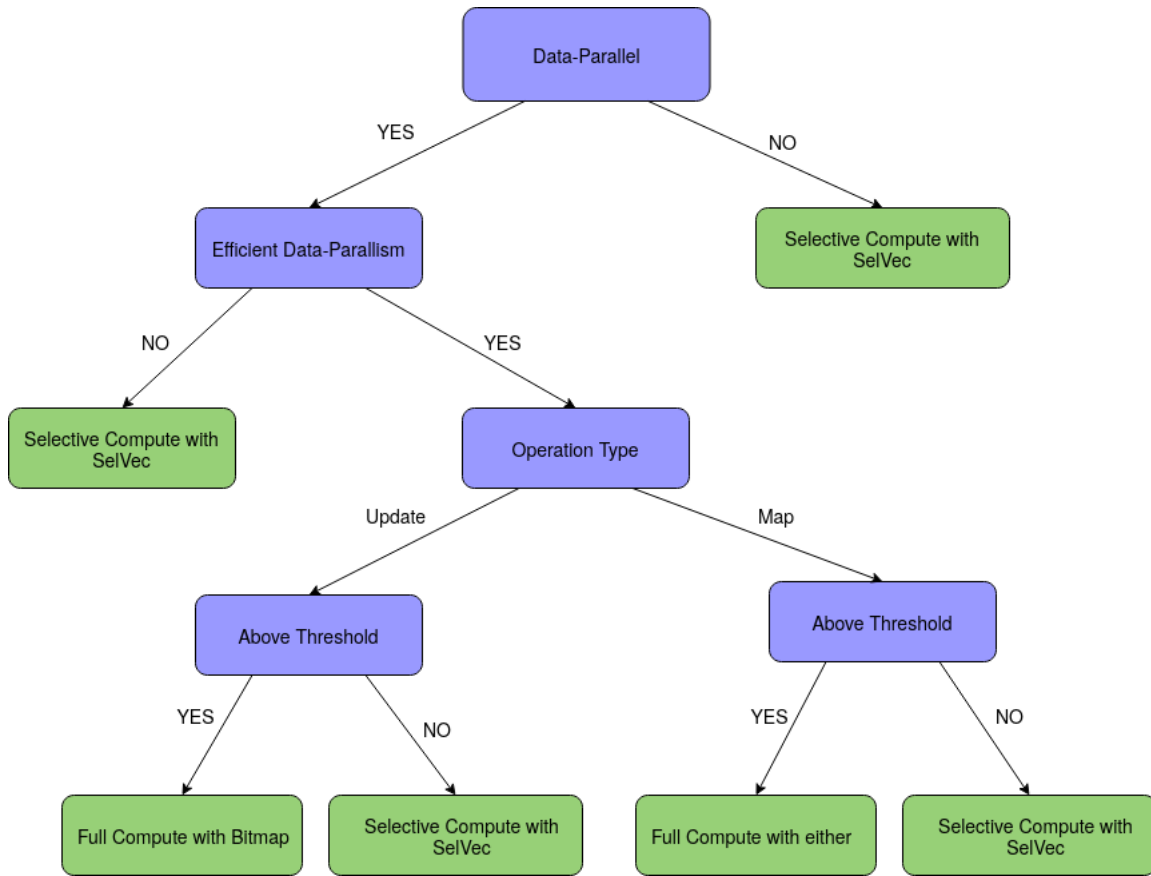 Data-Parallel
YES
NO
Efficient Data-Parallism
Selective Compute with
SelVec
NO
YES
Selective Compute with
SelVec
Operation Type
Update
Map
Above Threshold
Above Threshold
YES
NO
YES
NO
Full Compute with Bitmap
Selective Compute with
SelVec
Full Compute with either
Selective Compute with
SelVec